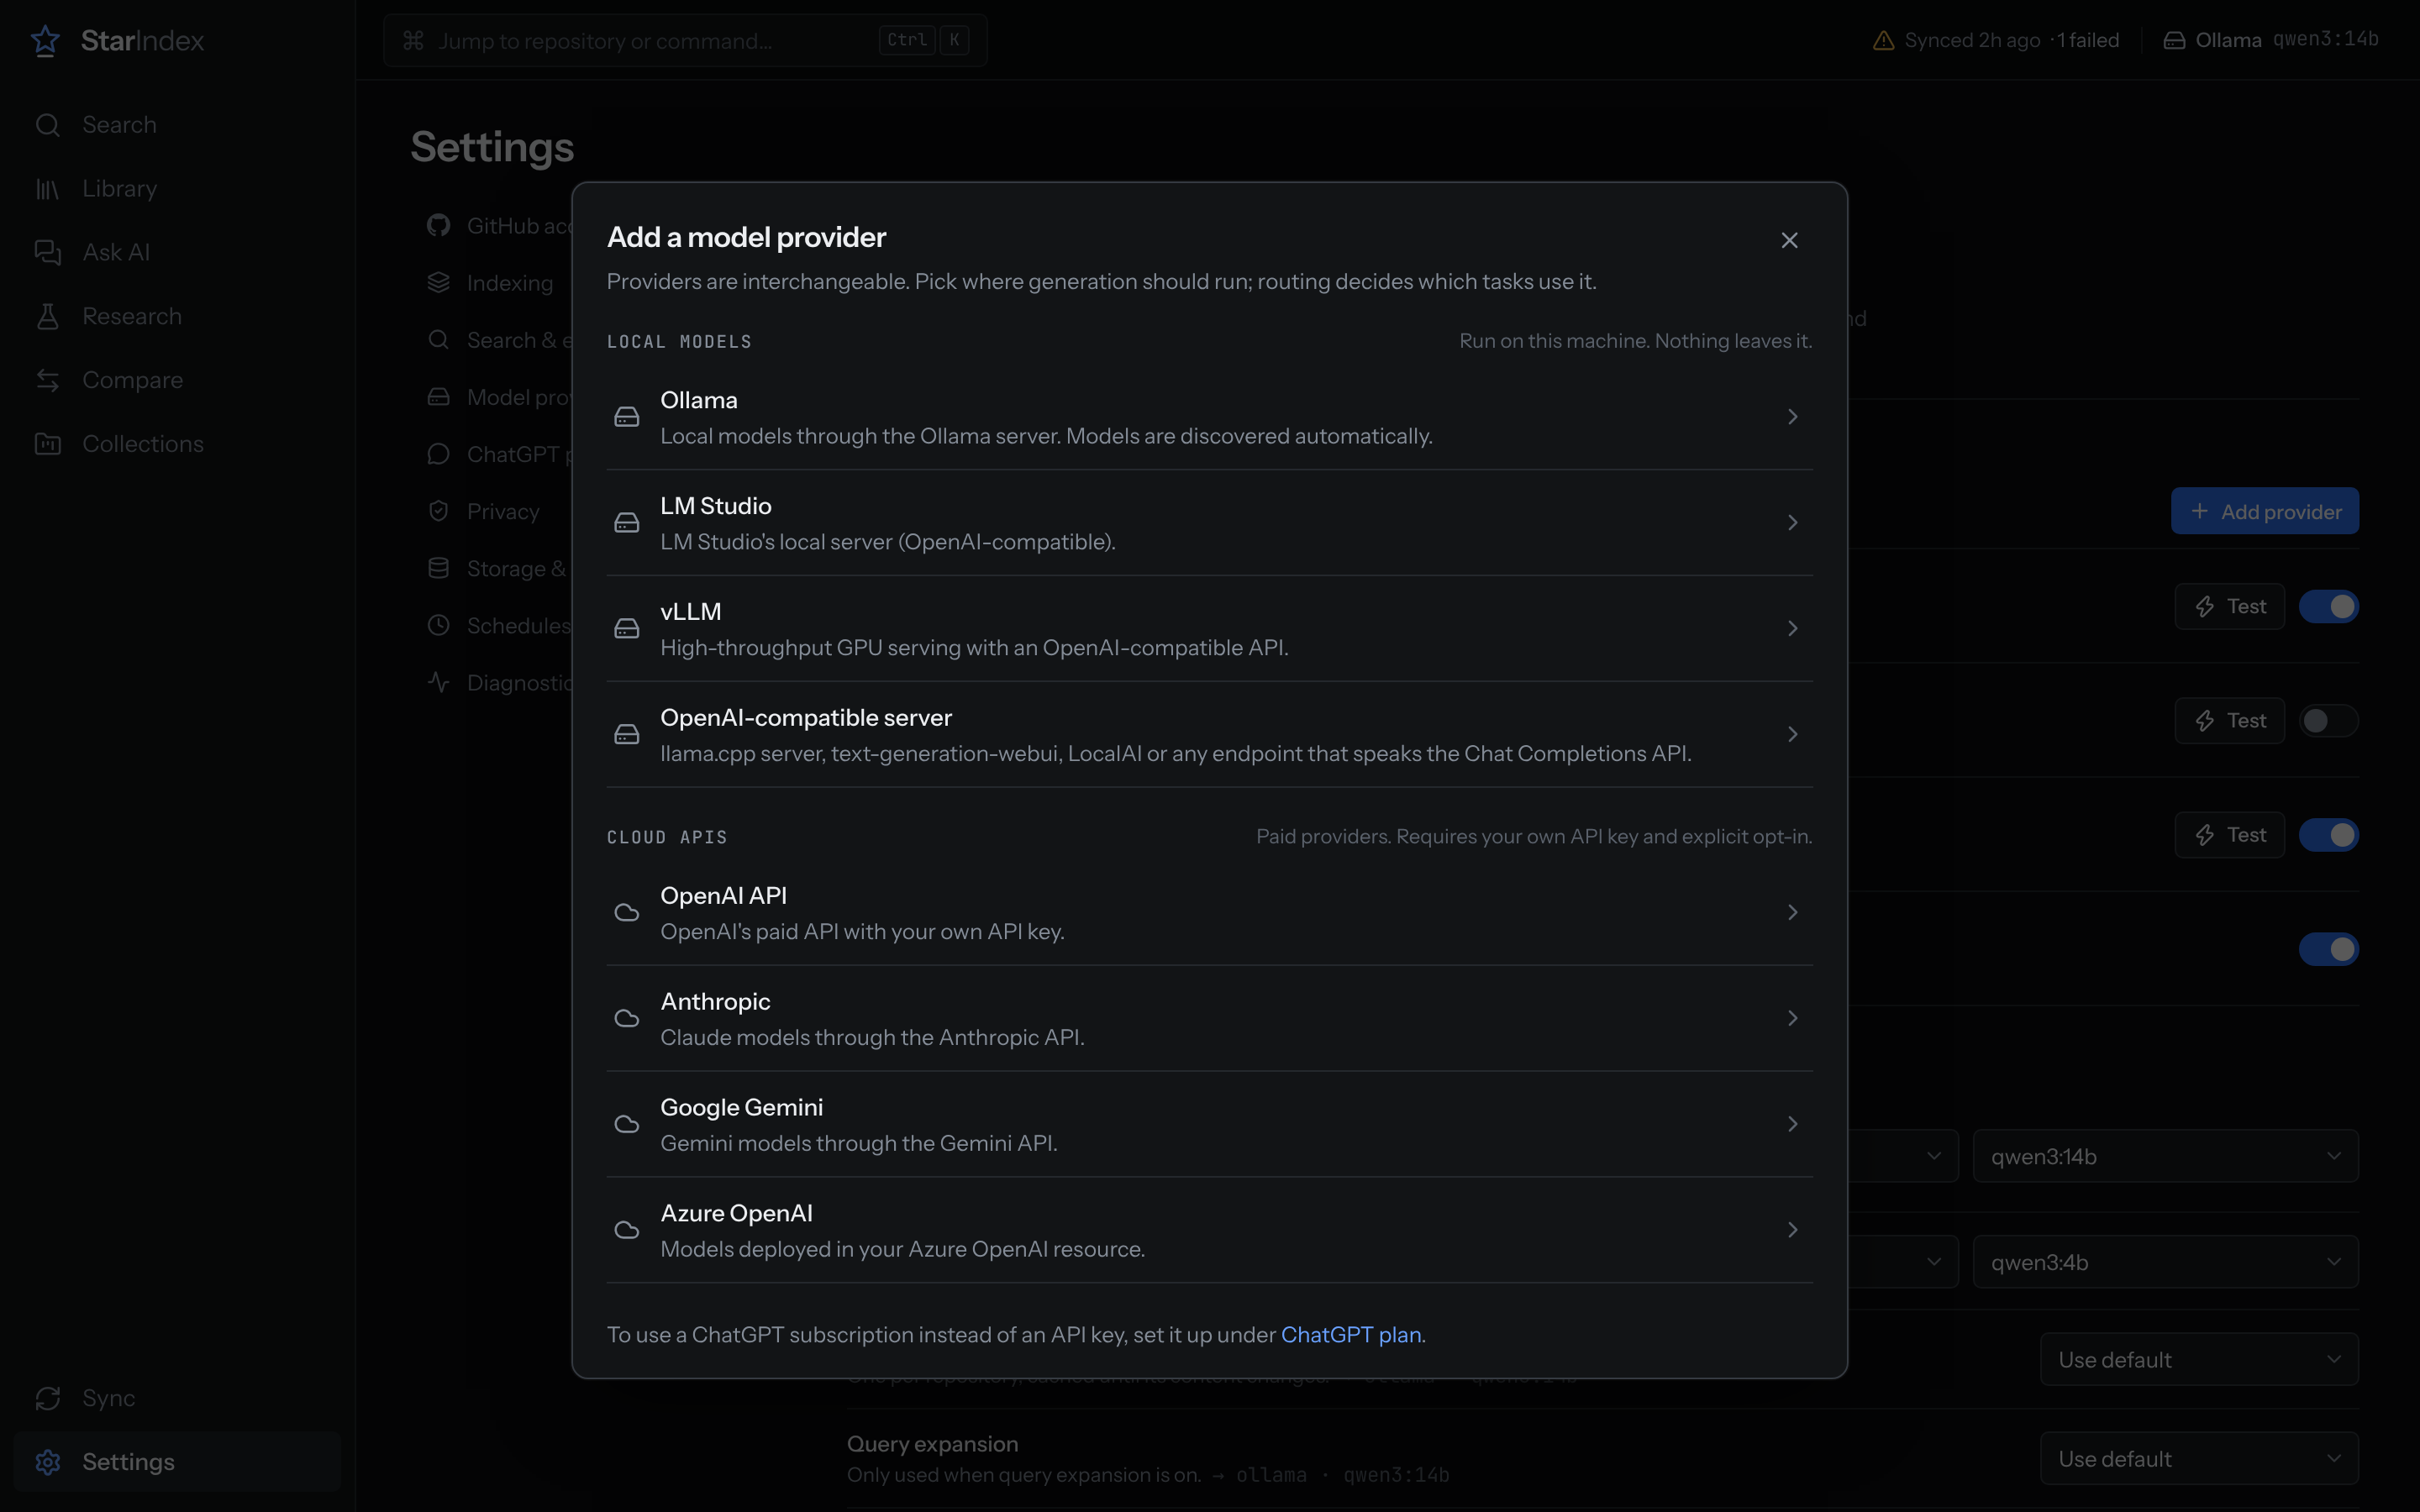 StarIndex
Jump to repository or command...
Ctrl K
Synced 2h ago · 1 failed
Ollama qwen3:14b
Search
Library
Ask AI
Research
Compare
Collections
Sync
Settings
Settings
GitHub
Indexing
Search &
Model
ChatGPT
Privacy
Storage &
Schedules
Add a model provider
Providers are interchangeable. Pick where generation should run; routing decides which tasks use it.
LOCAL MODELS
Run on this machine. Nothing leaves it.
Ollama
Local models through the Ollama server. Models are discovered automatically.
LM Studio
LM Studio's local server (OpenAI-compatible).
vLLM
High-throughput GPU serving with an OpenAI-compatible API.
OpenAI-compatible server
llama.cpp server, text-generation-webui, LocalAI or any endpoint that speaks the Chat Completions API.
CLOUD APIS
Paid providers. Requires your own API key and explicit opt-in.
OpenAI API
OpenAI's paid API with your own API key.
Anthropic
Claude models through the Anthropic API.
Google Gemini
Gemini models through the Gemini API.
Azure OpenAI
Models deployed in your Azure OpenAI resource.
To use a ChatGPT subscription instead of an API key, set it up under ChatGPT plan.
Add provider
Test
Test
Test
qwen3:14b
qwen3:4b
Use default
Query expansion
Only used when query expansion is on. → ollama · qwen3:14b
Use default